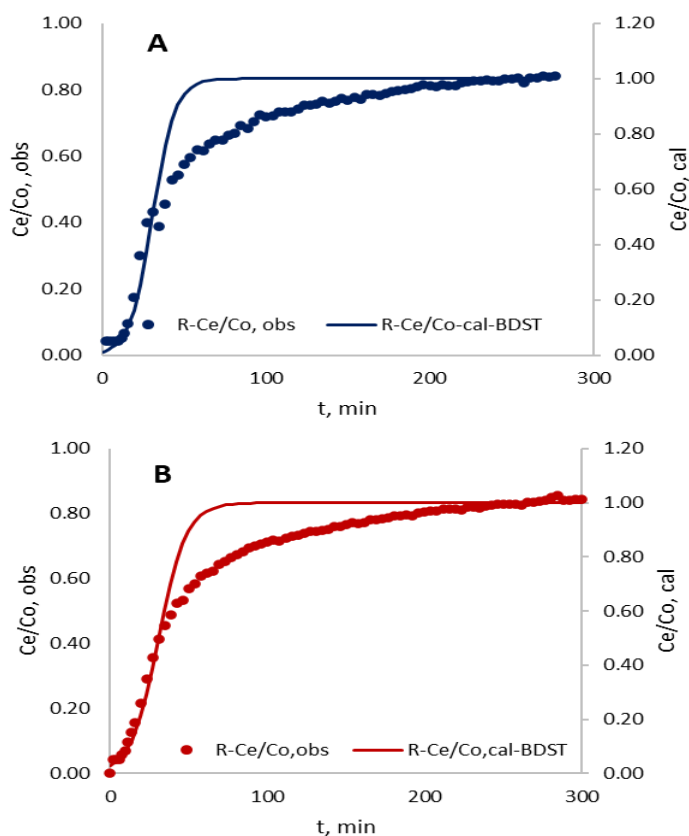 A
1.00
0.80
0.60
0.40
0.20
0.00
Ce/Co, ,obs
1.20
1.00
0.80
0.60
0.40
0.20
0.00
Ce/Co, cal
R-Ce/Co, obs
R-Ce/Co-cal-BDST
0 100 200 300
t, min
B
1.00
0.80
0.60
0.40
0.20
0.00
Ce/Co, obs
1.20
1.00
0.80
0.60
0.40
0.20
0.00
Ce/Co, cal
R-Ce/Co,obs
R-Ce/Co,cal-BDST
0 100 200 300
t, min